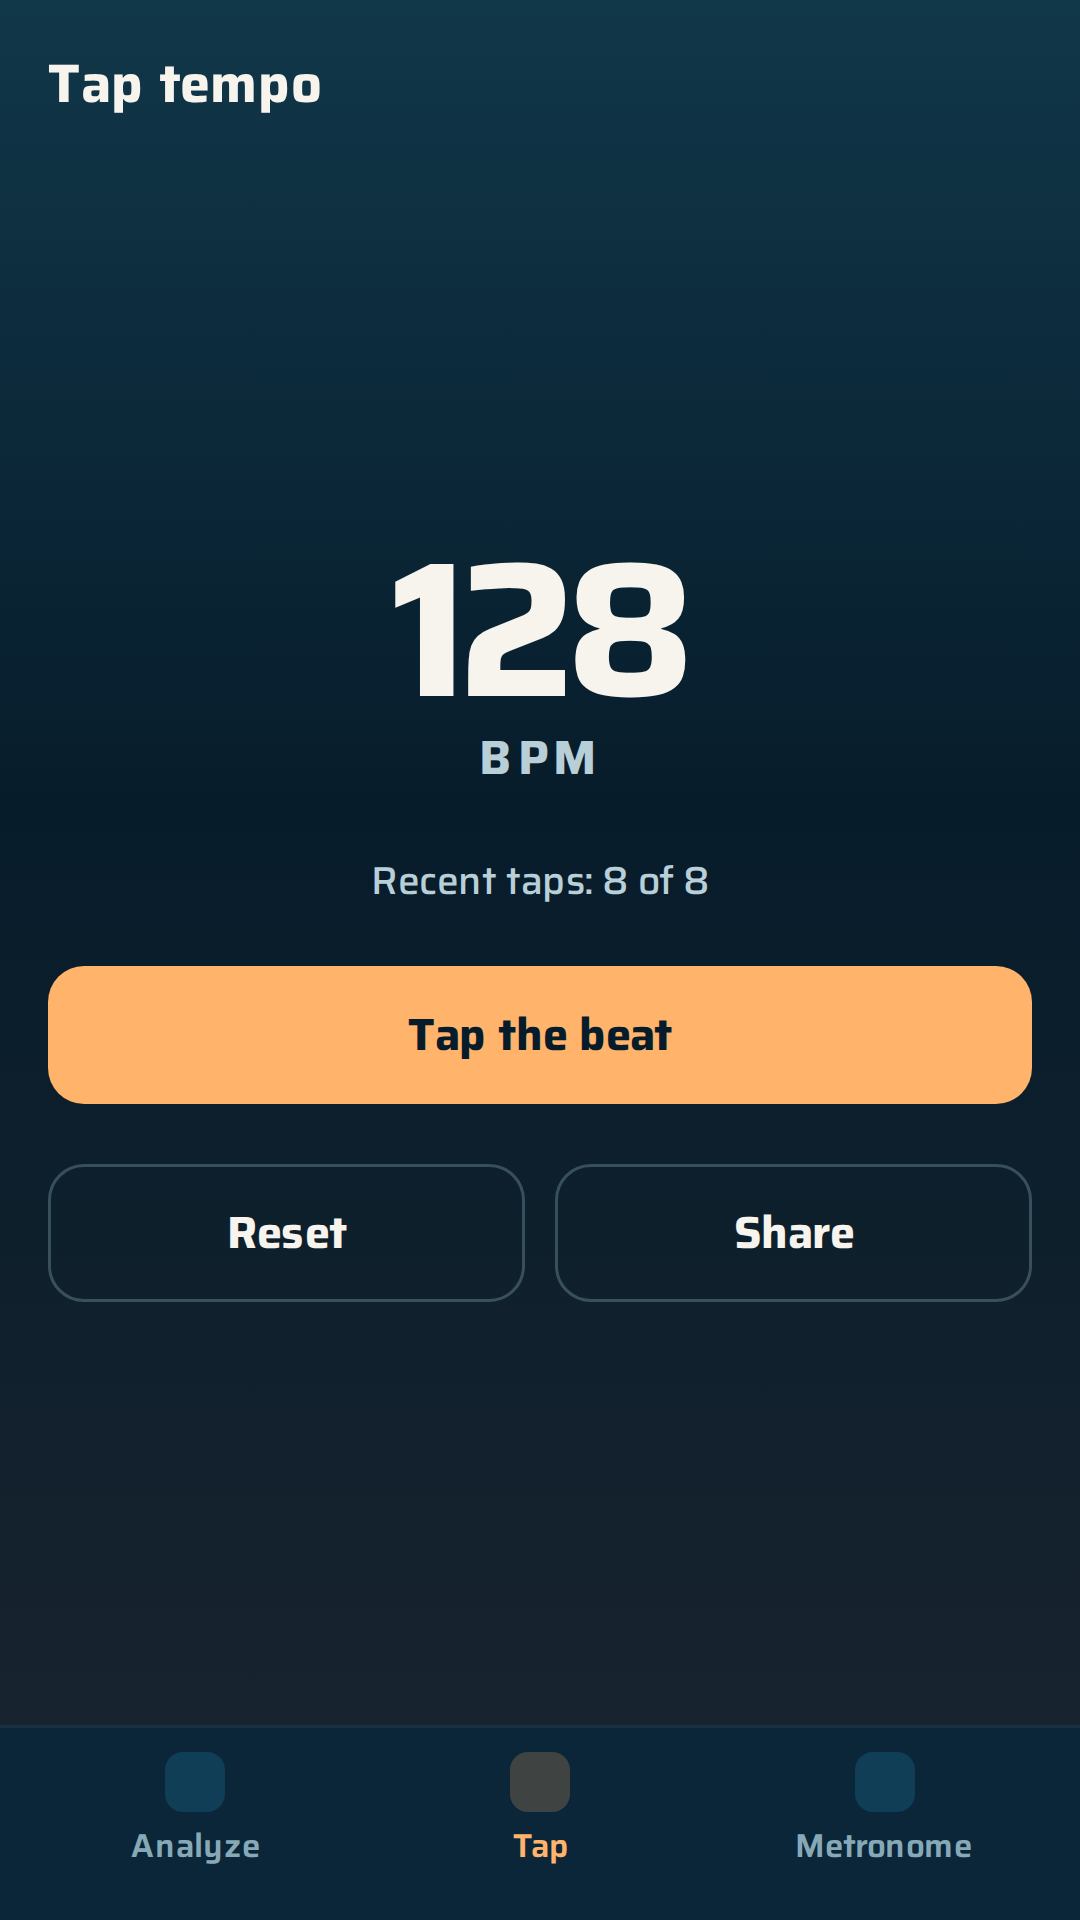 Tap tempo
128
BPM
Recent taps: 8 of 8
Tap the beat
Reset Share
Analyze Tap Metronome